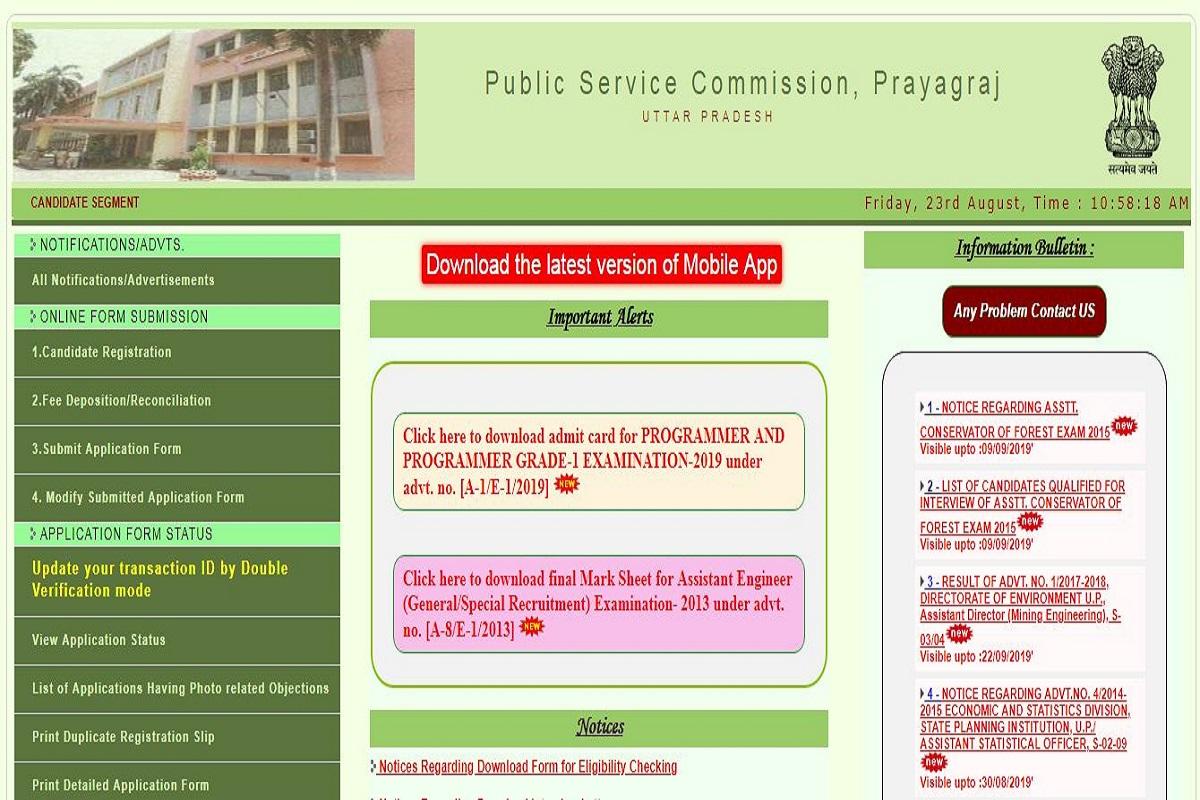 Public Service Commission, Prayagraj
UTTAR PRADESH
सत्यमेव जयते
CANDIDATE SEGMENT
Friday, 23rd August, Time : 10:58:18 AM
NOTIFICATIONS/ADVTS.
All Notifications/Advertisements
ONLINE FORM SUBMISSION
1.Candidate Registration
2.Fee Deposition/Reconciliation
3.Submit Application Form
4. Modify Submitted Application Form
APPLICATION FORM STATUS
Update your transaction ID by Double
Verification mode
View Application Status
List of Applications Having Photo related Objections
Print Duplicate Registration Slip
Print Detailed Application Form
Download the latest version of Mobile App
Important Alerts
Click here to download admit card for PROGRAMMER AND
PROGRAMMER GRADE-1 EXAMINATION-2019 under
advt. no. [A-1/E-1/2019] NEW
Click here to download final Mark Sheet for Assistant Engineer
(General/Special Recruitment) Examination- 2013 under advt.
no. [A-8/E-1/2013] NEW
Notices
Notices Regarding Download Form for Eligibility Checking
Information Bulletin :
Any Problem Contact US
1 - NOTICE REGARDING ASSTT.
CONSERVATOR OF FOREST EXAM 2015 new
Visible upto :09/09/2019'
2 - LIST OF CANDIDATES QUALIFIED FOR
INTERVIEW OF ASSTT. CONSERVATOR OF
FOREST EXAM 2015 new
Visible upto :09/09/2019'
3 - RESULT OF ADVT. NO. 1/2017-2018,
DIRECTORATE OF ENVIRONMENT U.P.,
Assistant Director (Mining Engineering), S-
03/04 new
Visible upto :22/09/2019'
4 - NOTICE REGARDING ADVT.NO. 4/2014-
2015 ECONOMIC AND STATISTICS DIVISION,
STATE PLANNING INSTITUTION, U.P./
ASSISTANT STATISTICAL OFFICER, S-02-09
new
Visible upto :30/08/2019'